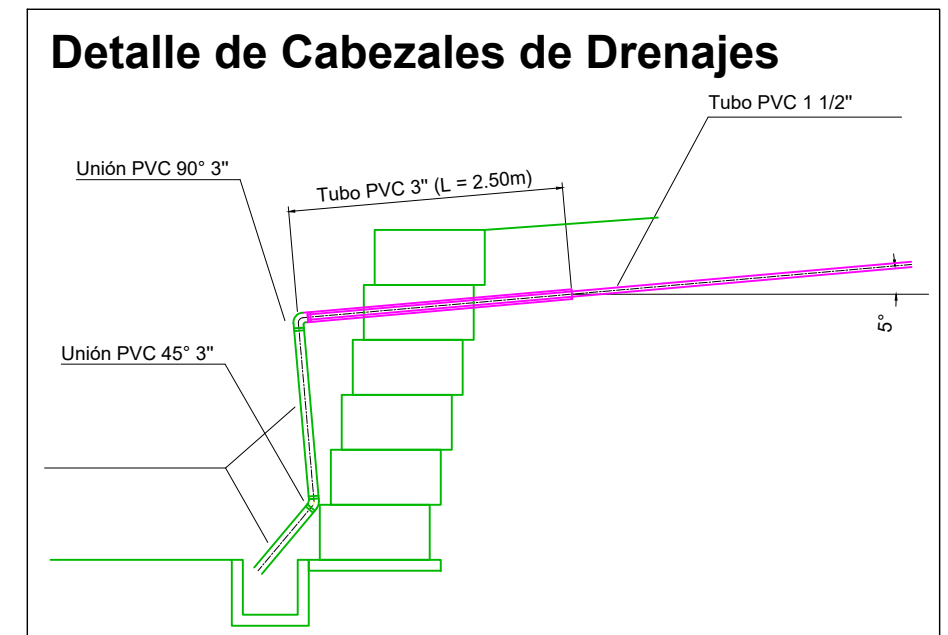 Detalle de Cabezales de Drenajes
Tubo PVC 1 1/2"
Unión PVC 90° 3"
Tubo PVC 3" (L = 2.50m)
Unión PVC 45° 3"
5°